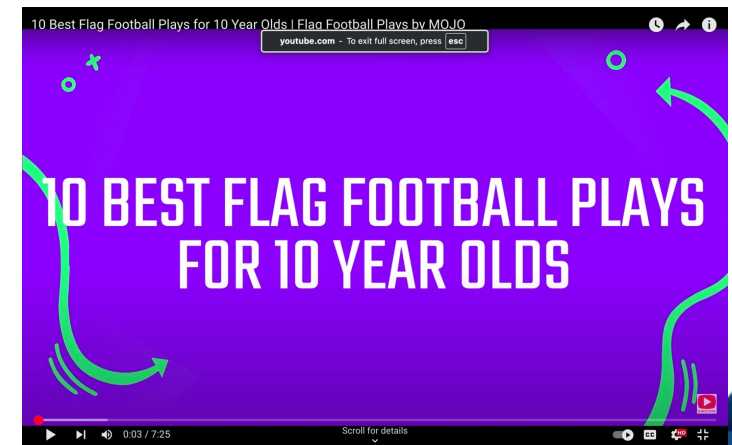 10 Best Flag Football Plays for 10 Year Olds | Flag Football Plays by MOJO
youtube.com - To exit full screen, press esc
10 BEST FLAG FOOTBALL PLAYS
FOR 10 YEAR OLDS
0:03 / 7:25
Scroll for details
CC
HD